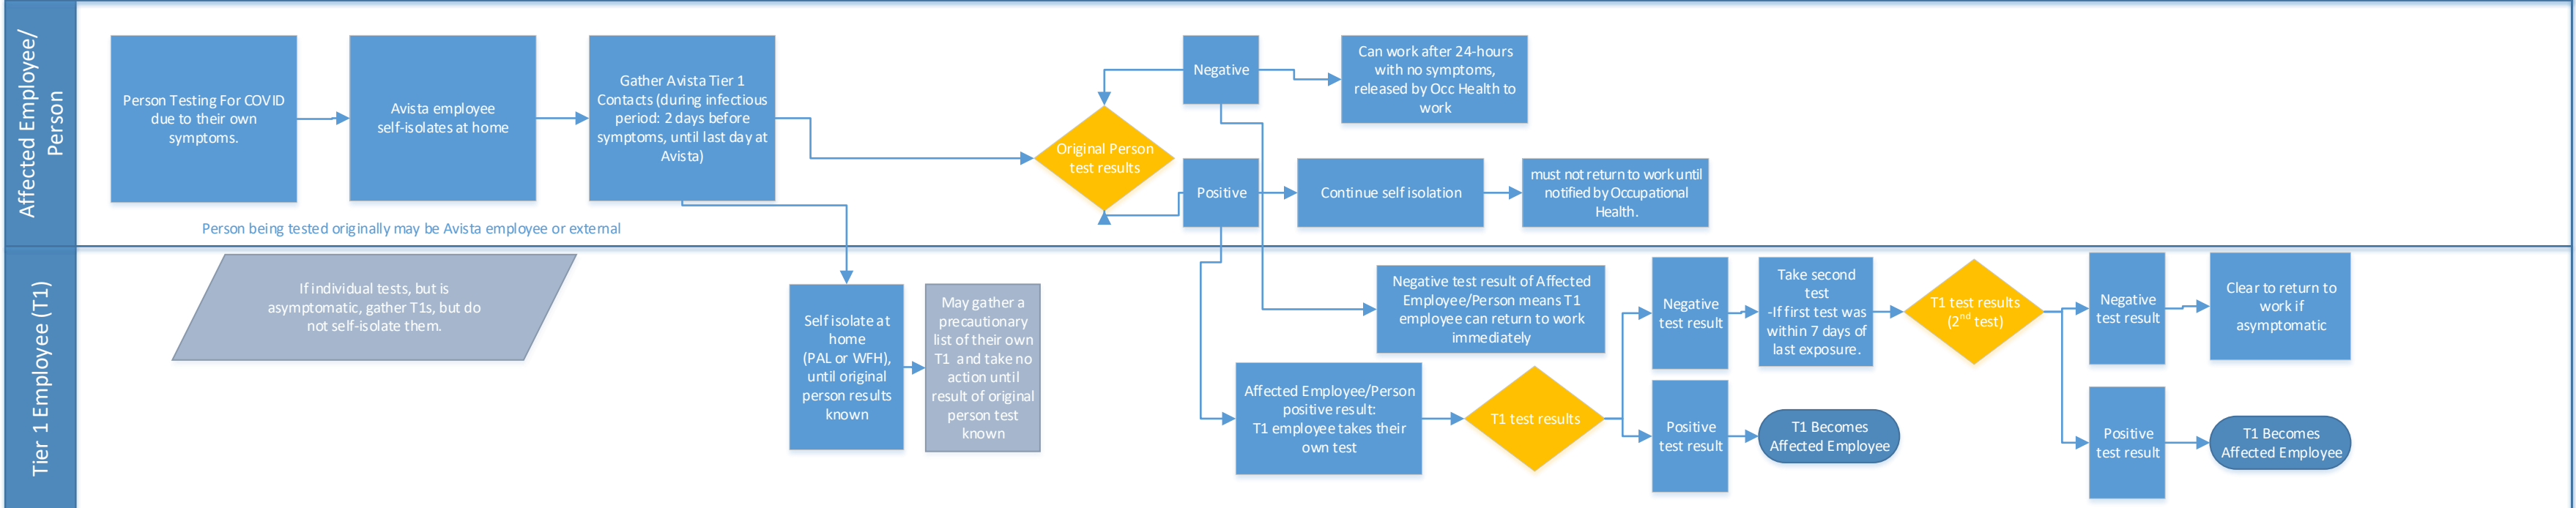 Affected Employee/
Person
Person Testing For COVID
due to their own
symptoms.
Avista employee
self-isolates at home
Gather Avista Tier 1
Contacts (during infectious
period: 2 days before
symptoms, until last day at
Avista)
Original Person
test results
Negative
Can work after 24-hours
with no symptoms,
released by Occ Health to
work
Positive
Continue self isolation
must not return to work until
notified by Occupational
Health.
Person being tested originally may be Avista employee or external
Tier 1 Employee (T1)
If individual tests, but is
asymptomatic, gather T1s, but do
not self-isolate them.
Self isolate at
home
(PAL or WFH),
until original
person results
known
May gather a
precautionary
list of their own
T1 and take no
action until
result of original
person test
known
Negative test result of Affected
Employee/Person means T1
employee can return to work
immediately
Affected Employee/Person
positive result:
T1 employee takes their
own test
T1 test results
Negative
test result
Take second
test
-If first test was
within 7 days of
last exposure.
T1 test results
(2nd test)
Negative
test result
Clear to return to
work if
asymptomatic
Positive
test result
T1 Becomes
Affected Employee
Positive
test result
T1 Becomes
Affected Employee